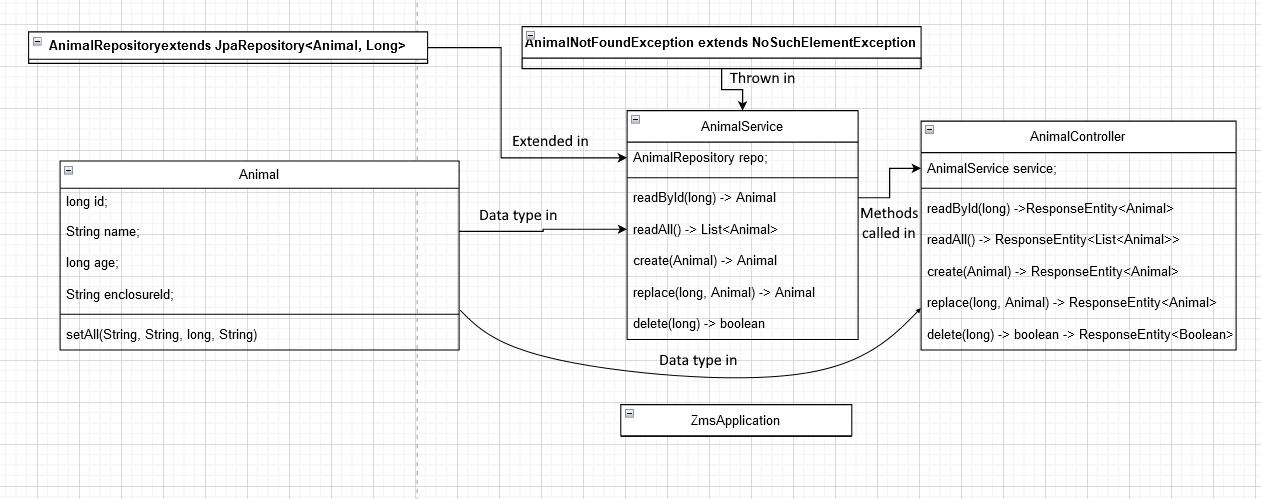 AnimalRepositoryextends JpaRepository<Animal, Long>
AnimalNotFoundException extends NoSuchElementException
Thrown in
Extended in
Animal
long id;
String name;
long age;
String enclosureId;
setAll(String, String, long, String)
Data type in
AnimalService
AnimalRepository repo;
readById(long) -> Animal
readAll() -> List<Animal>
create(Animal) -> Animal
replace(long, Animal) -> Animal
delete(long) -> boolean
Methods
called in
AnimalController
AnimalService service;
readById(long) ->ResponseEntity<Animal>
readAll() -> ResponseEntity<List<Animal>>
create(Animal) -> ResponseEntity<Animal>
replace(long, Animal) -> ResponseEntity<Animal>
delete(long) -> boolean -> ResponseEntity<Boolean>
Data type in
ZmsApplication